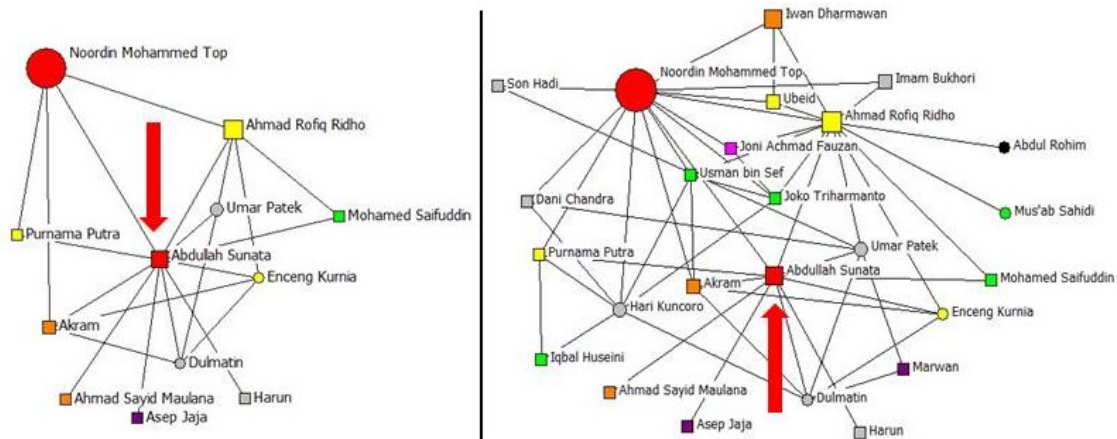 Noordin Mohammed Top
Ahmad Rofiq Ridho
Umar Patek
Mohamed Saifuddin
Purnama Putra
Abdullah Sunata
Enceng Kurnia
Akram
Dulmatin
Ahmad Sayid Maulana
Harun
Asep Jaja
Iwan Dharmawan
Noordin Mohammed Top
Son Hadi
Imam Bukhori
Ubeid
Ahmad Rofiq Ridho
Joni Achmad Fauzan
Abdul Rohim
Usman bin Sef
Dani Chandra
Joko Triharmanto
Mus'ab Sahidi
Umar Patek
Purnama Putra
Abdullah Sunata
Mohamed Saifuddin
Akram
Hari Kuncoro
Enceng Kurnia
Iqbal Huseini
Marwan
Ahmad Sayid Maulana
Dulmatin
Asep Jaja
Harun